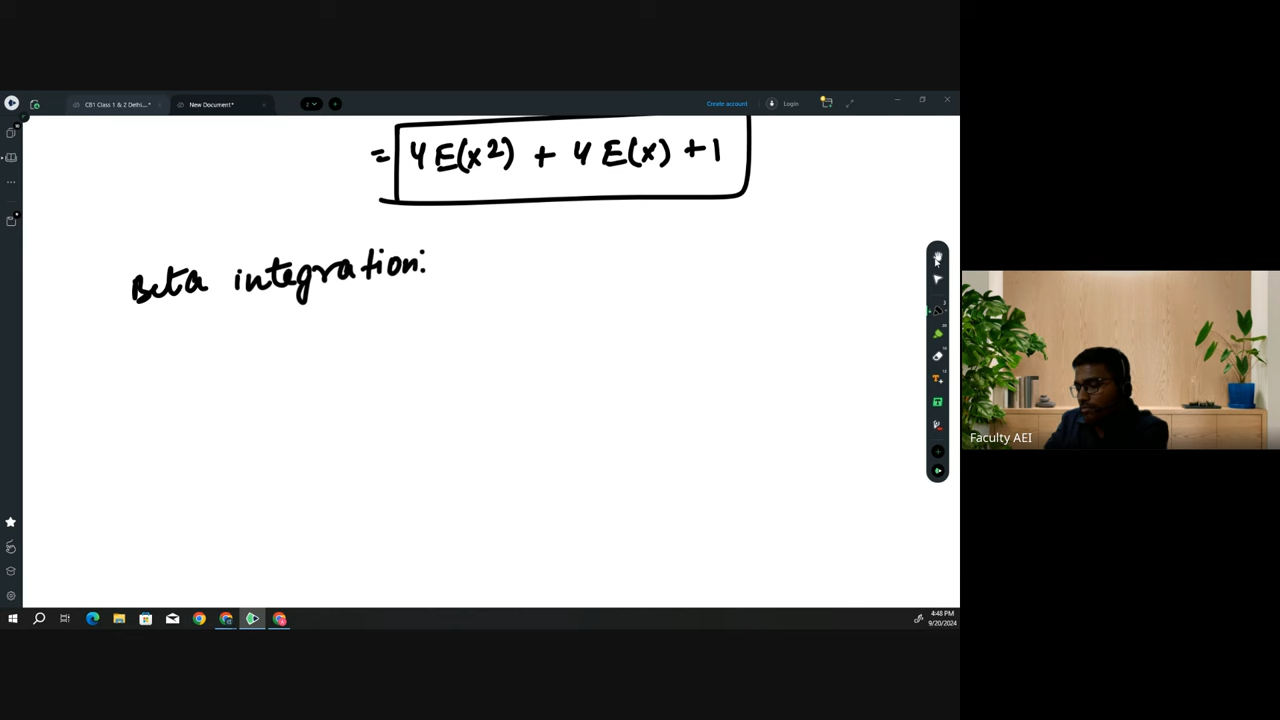 CB1 Class 1 & 2 Delhi...*
New Document*
2
Create account
Login
= 4E(x2) + 4E(x) +1
Beta integration:
Faculty AEI
4:48 PM
9/20/2024